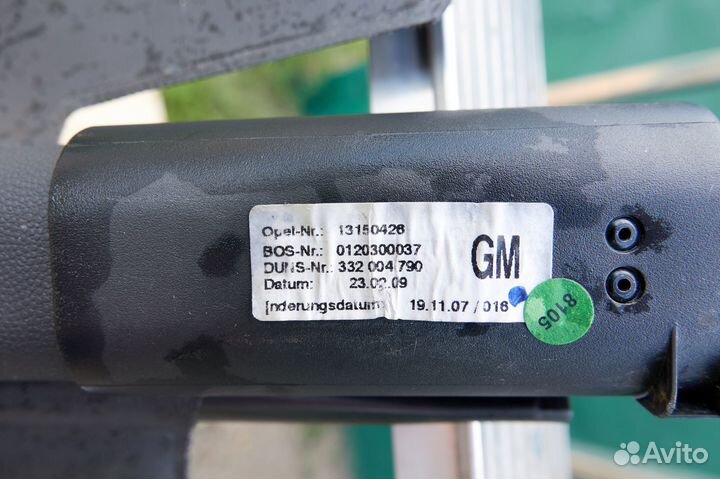 Opel-Nr.: 13150426
BOS-Nr.: 0120300037
DUNS-Nr.: 332 004 790
Datum: 23.02.09
[nderungsdatum: 19.11.07 / 016
GM
8105
Avito